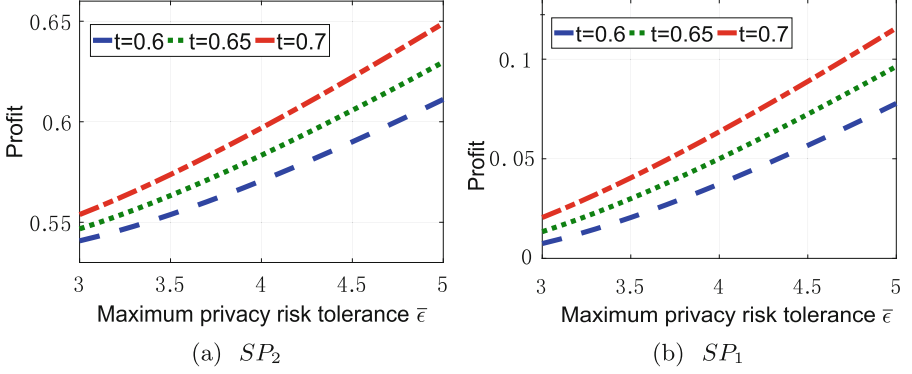 t=0.6 t=0.65 t=0.7
0.65
0.6
0.55
Profit
3 3.5 4 4.5 5
Maximum privacy risk tolerance ϵ̄
(a) SP₂
t=0.6 t=0.65 t=0.7
0.1
0.05
0
Profit
3 3.5 4 4.5 5
Maximum privacy risk tolerance ϵ̄
(b) SP₁